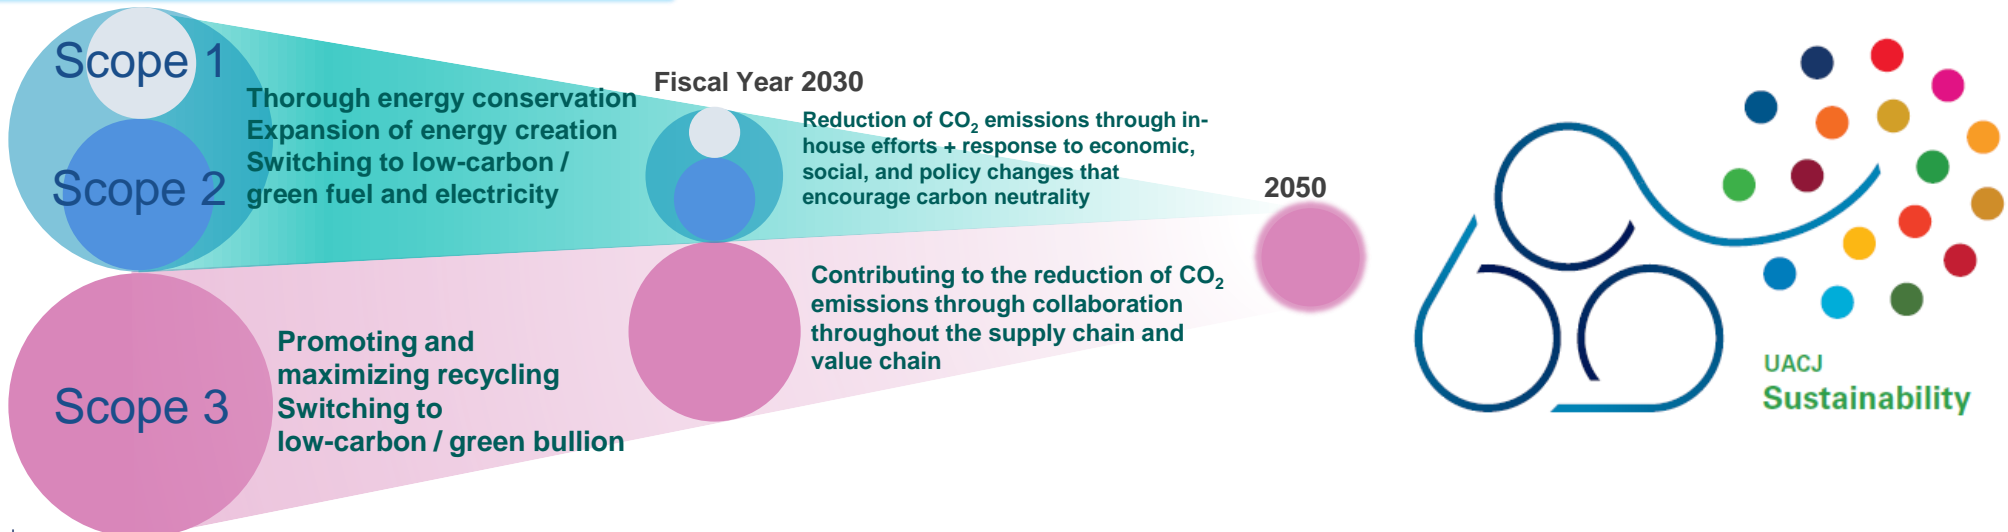 Scope 1
Scope 2
Thorough energy conservation
Expansion of energy creation
Switching to low-carbon /
green fuel and electricity
Fiscal Year 2030
Reduction of CO2 emissions through in-
house efforts + response to economic,
social, and policy changes that
encourage carbon neutrality
2050
Scope 3
Promoting and
maximizing recycling
Switching to
low-carbon / green bullion
Contributing to the reduction of CO2
emissions through collaboration
throughout the supply chain and
value chain
UACJ
Sustainability